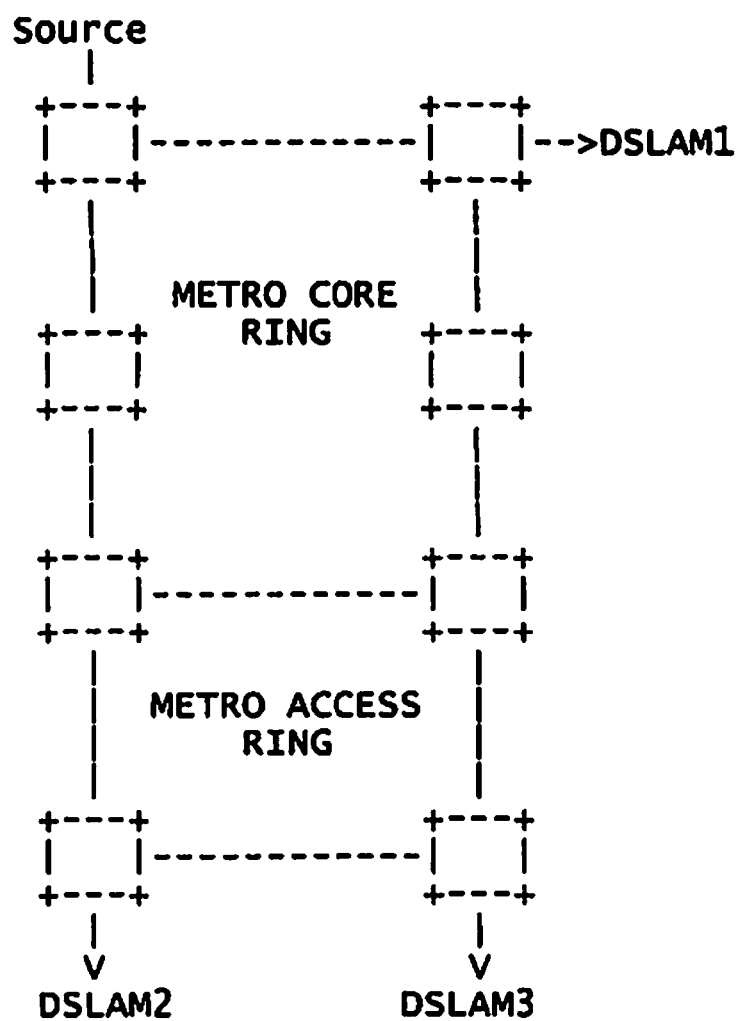 Source
DSLAM1
METRO CORE
RING
METRO ACCESS
RING
DSLAM2 DSLAM3